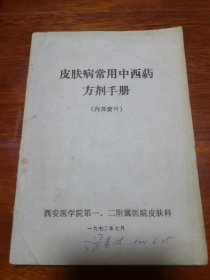 皮肤病常用中西药
方剂手册
(内部资料)
西安医学院第一、二附属医院皮肤科
一九七二年七月